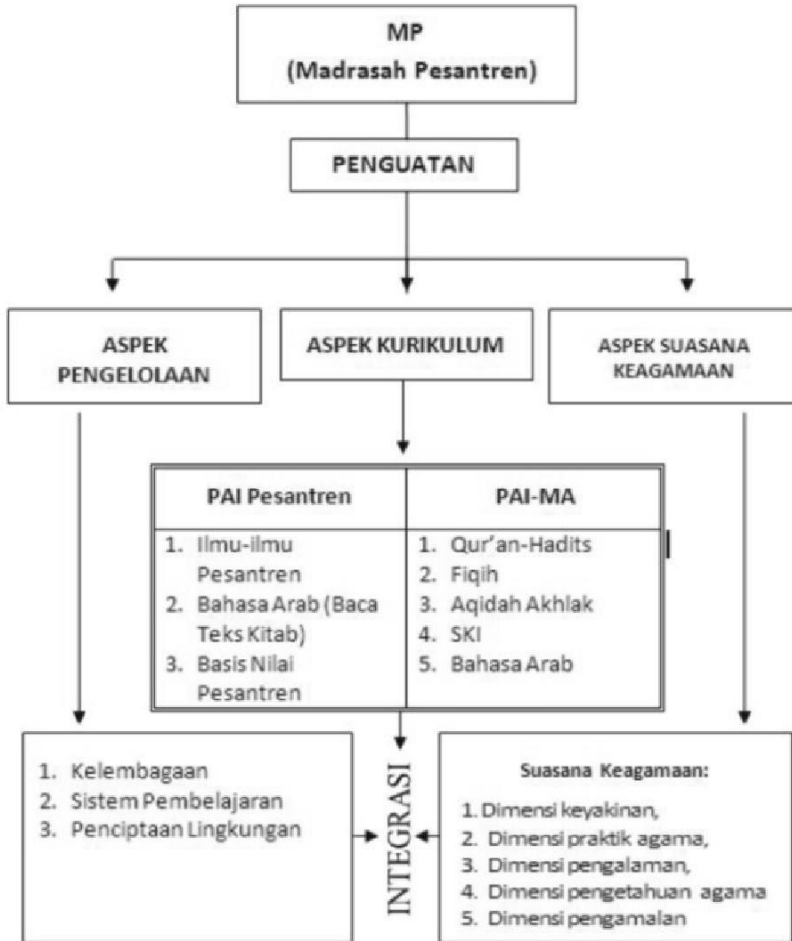 MP
(Madrasah Pesantren)
PENGUATAN
ASPEK
PENGELOLAAN
ASPEK KURIKULUM
ASPEK SUASANA
KEAGAMAAN
PAI Pesantren
1. Ilmu-ilmu
Pesantren
2. Bahasa Arab (Baca
Teks Kitab)
3. Basis Nilai
Pesantren
PAI-MA
1. Qur'an-Hadits
2. Fiqih
3. Aqidah Akhlak
4. SKI
5. Bahasa Arab
1. Kelembagaan
2. Sistem Pembelajaran
3. Penciptaan Lingkungan
INTEGRASI
Suasana Keagamaan:
1. Dimensi keyakinan,
2. Dimensi praktik agama,
3. Dimensi pengalaman,
4. Dimensi pengetahuan agama
5. Dimensi pengamalan